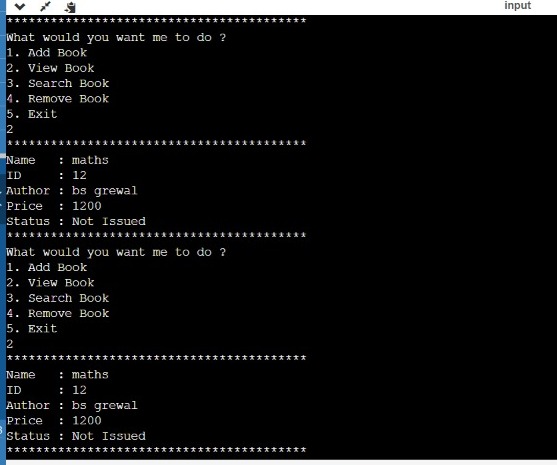 input
*****************************************
What would you want me to do ?
1. Add Book
2. View Book
3. Search Book
4. Remove Book
5. Exit
2
*****************************************
Name   : maths
ID     : 12
Author : bs grewal
Price  : 1200
Status : Not Issued
*****************************************
What would you want me to do ?
1. Add Book
2. View Book
3. Search Book
4. Remove Book
5. Exit
2
*****************************************
Name   : maths
ID     : 12
Author : bs grewal
Price  : 1200
Status : Not Issued
*****************************************